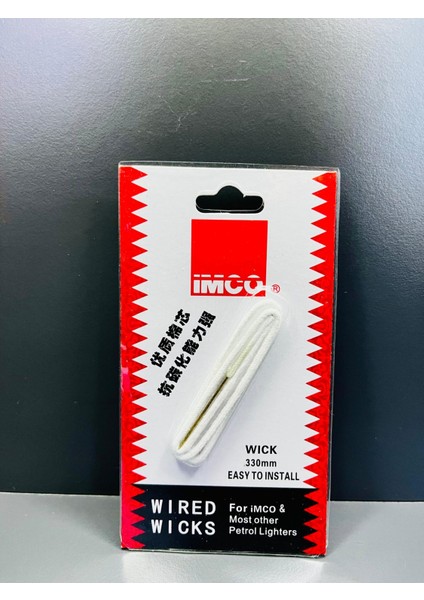 iMCO®
优质棉芯
抗碳化能力强
WICK
330mm
EASY TO INSTALL
WIRED
WICKS
For iMCO &
Most other
Petrol Lighters